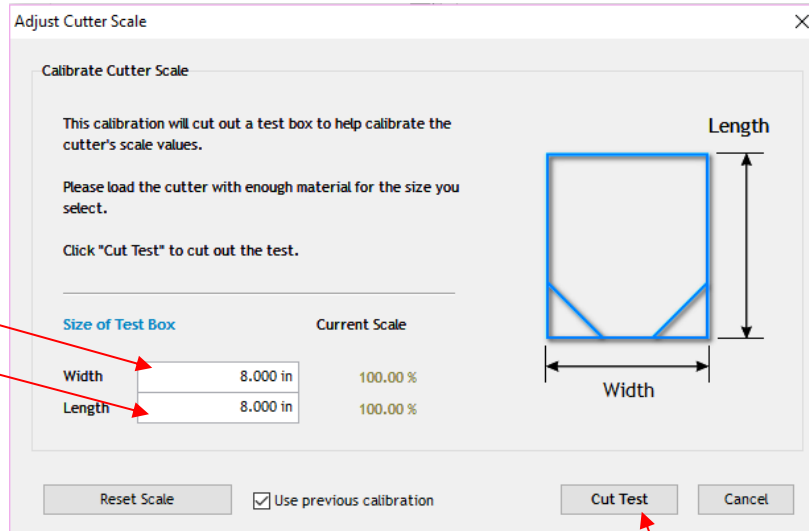 Adjust Cutter Scale
Calibrate Cutter Scale
This calibration will cut out a test box to help calibrate the
cutter's scale values.
Please load the cutter with enough material for the size you
select.
Click "Cut Test" to cut out the test.
Length
Width
Size of Test Box Current Scale
Width 8.000 in 100.00 %
Length 8.000 in 100.00 %
Reset Scale Use previous calibration Cut Test Cancel